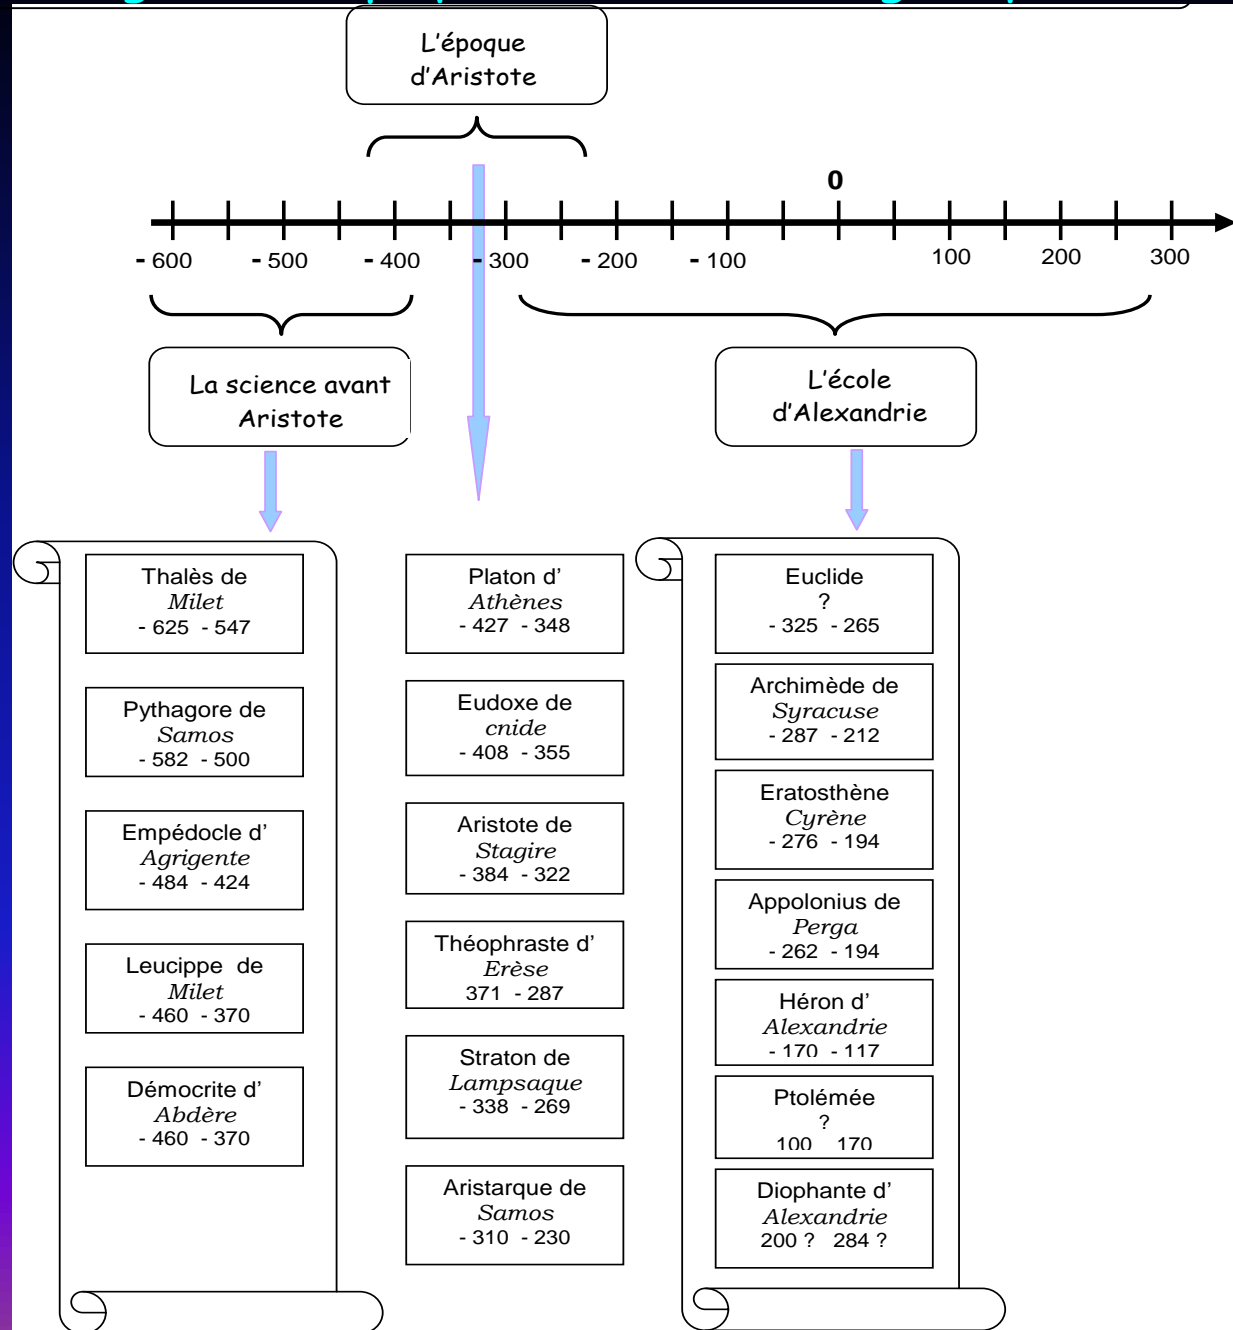 L'époque
d'Aristote
0
- 600 - 500 - 400 - 300 - 200 - 100 100 200 300
La science avant
Aristote
L'école
d'Alexandrie
Thalès de
Milet
- 625 - 547
Pythagore de
Samos
- 582 - 500
Empédocle d'
Agrigente
- 484 - 424
Leucippe de
Milet
- 460 - 370
Démocrite d'
Abdère
- 460 - 370
Platon d'
Athènes
- 427 - 348
Eudoxe de
cnide
- 408 - 355
Aristote de
Stagire
- 384 - 322
Théophraste d'
Erèse
371 - 287
Straton de
Lampsaque
- 338 - 269
Aristarque de
Samos
- 310 - 230
Euclide
?
- 325 - 265
Archimède de
Syracuse
- 287 - 212
Eratosthène
Cyrène
- 276 - 194
Appolonius de
Perga
- 262 - 194
Héron d'
Alexandrie
- 170 - 117
Ptolémée
?
100 170
Diophante d'
Alexandrie
200 ? 284 ?